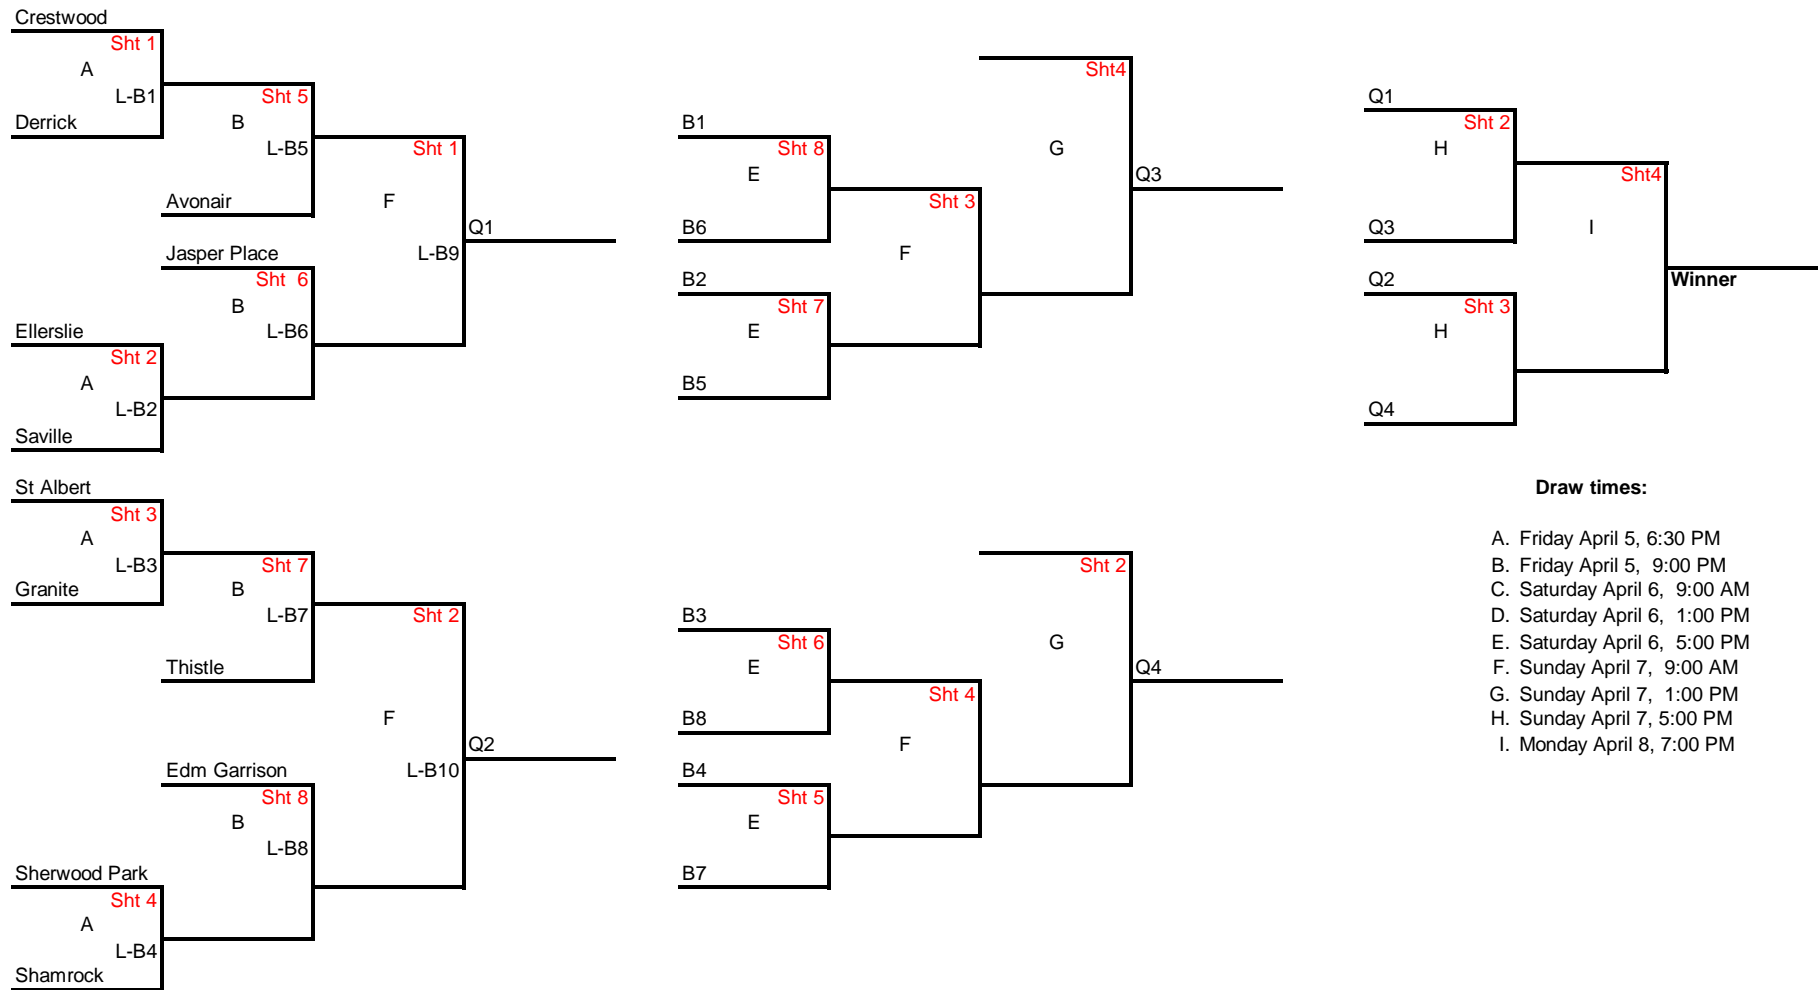 Crestwood
Sht 1
A
L-B1
Derrick
Sht 5
B
L-B5
Avonair
Sht 1
F
L-B9
Q1
Jasper Place
Sht 6
B
L-B6
Ellerslie
Sht 2
A
L-B2
Saville
St Albert
Sht 3
A
L-B3
Granite
Sht 7
B
L-B7
Thistle
Sht 2
F
L-B10
Q2
Edm Garrison
Sht 8
B
L-B8
Sherwood Park
Sht 4
A
L-B4
Shamrock
Sht4
G
Q3
B1
Sht 8
E
B6
Sht 3
F
B2
Sht 7
E
B5
Sht 2
G
Q4
B3
Sht 6
E
B8
Sht 4
F
B4
Sht 5
E
B7
Q1
Sht 2
H
Q3
Sht4
I
Winner
Q2
Sht 3
H
Q4
Draw times:
A. Friday April 5, 6:30 PM
B. Friday April 5, 9:00 PM
C. Saturday April 6, 9:00 AM
D. Saturday April 6, 1:00 PM
E. Saturday April 6, 5:00 PM
F. Sunday April 7, 9:00 AM
G. Sunday April 7, 1:00 PM
H. Sunday April 7, 5:00 PM
I. Monday April 8, 7:00 PM